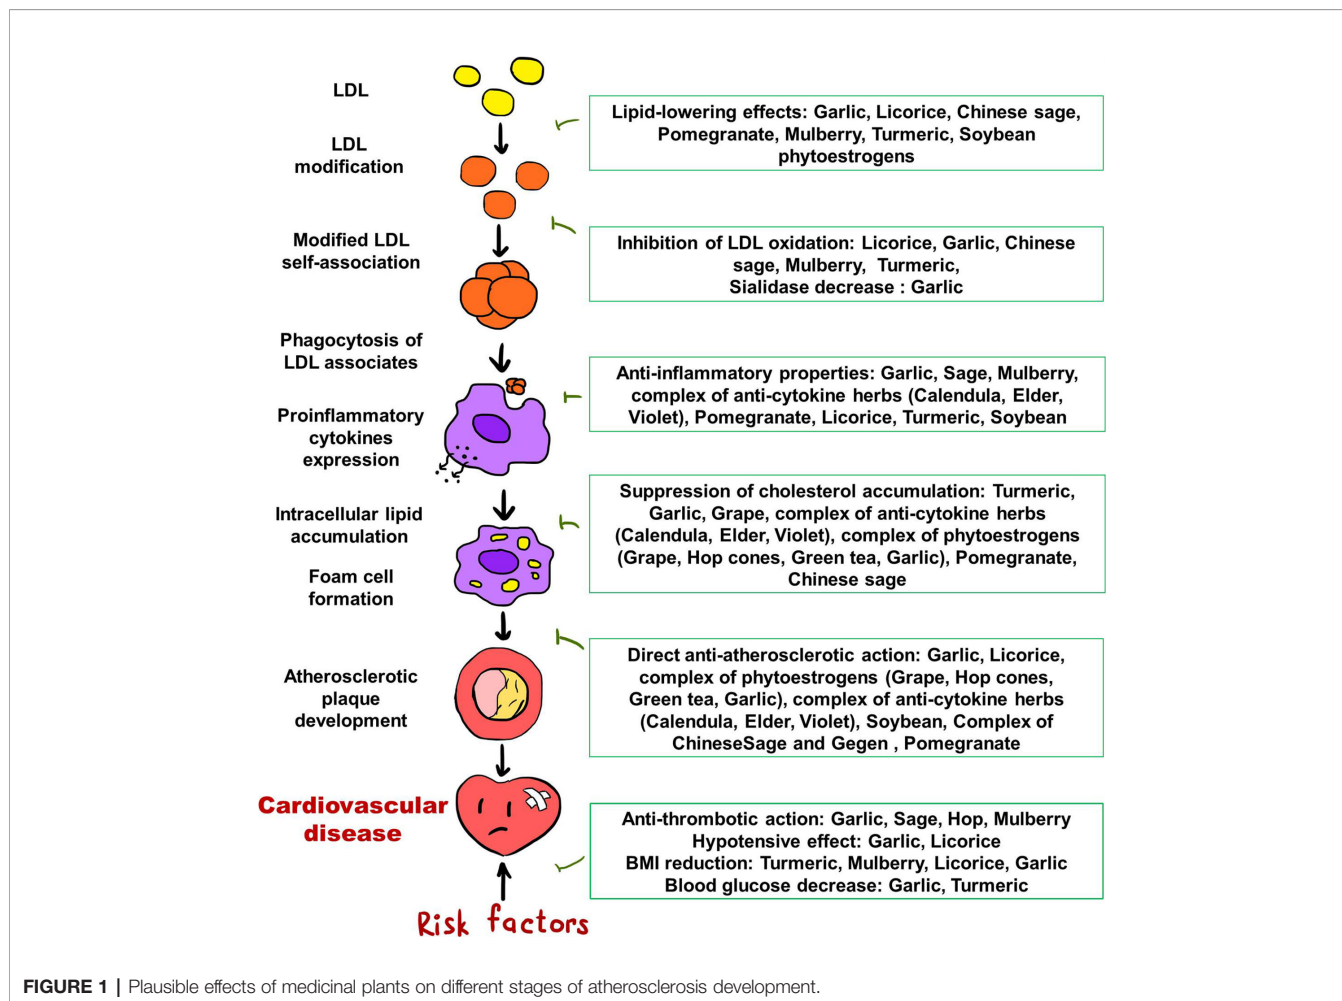 LDL
LDL
modification
Modified LDL
self-association
Phagocytosis of
LDL associates
Proinflammatory
cytokines
expression
Intracellular lipid
accumulation
Foam cell
formation
Atherosclerotic
plaque
development
Cardiovascular
disease
Risk factors
Lipid-lowering effects: Garlic, Licorice, Chinese sage,
Pomegranate, Mulberry, Turmeric, Soybean
phytoestrogens
Inhibition of LDL oxidation: Licorice, Garlic, Chinese
sage, Mulberry, Turmeric,
Sialidase decrease : Garlic
Anti-inflammatory properties: Garlic, Sage, Mulberry,
complex of anti-cytokine herbs (Calendula, Elder,
Violet), Pomegranate, Licorice, Turmeric, Soybean
Suppression of cholesterol accumulation: Turmeric,
Garlic, Grape, complex of anti-cytokine herbs
(Calendula, Elder, Violet), complex of phytoestrogens
(Grape, Hop cones, Green tea, Garlic), Pomegranate,
Chinese sage
Direct anti-atherosclerotic action: Garlic, Licorice,
complex of phytoestrogens (Grape, Hop cones,
Green tea, Garlic), complex of anti-cytokine herbs
(Calendula, Elder, Violet), Soybean, Complex of
ChineseSage and Gegen , Pomegranate
Anti-thrombotic action: Garlic, Sage, Hop, Mulberry
Hypotensive effect: Garlic, Licorice
BMI reduction: Turmeric, Mulberry, Licorice, Garlic
Blood glucose decrease: Garlic, Turmeric
FIGURE 1 | Plausible effects of medicinal plants on different stages of atherosclerosis development.